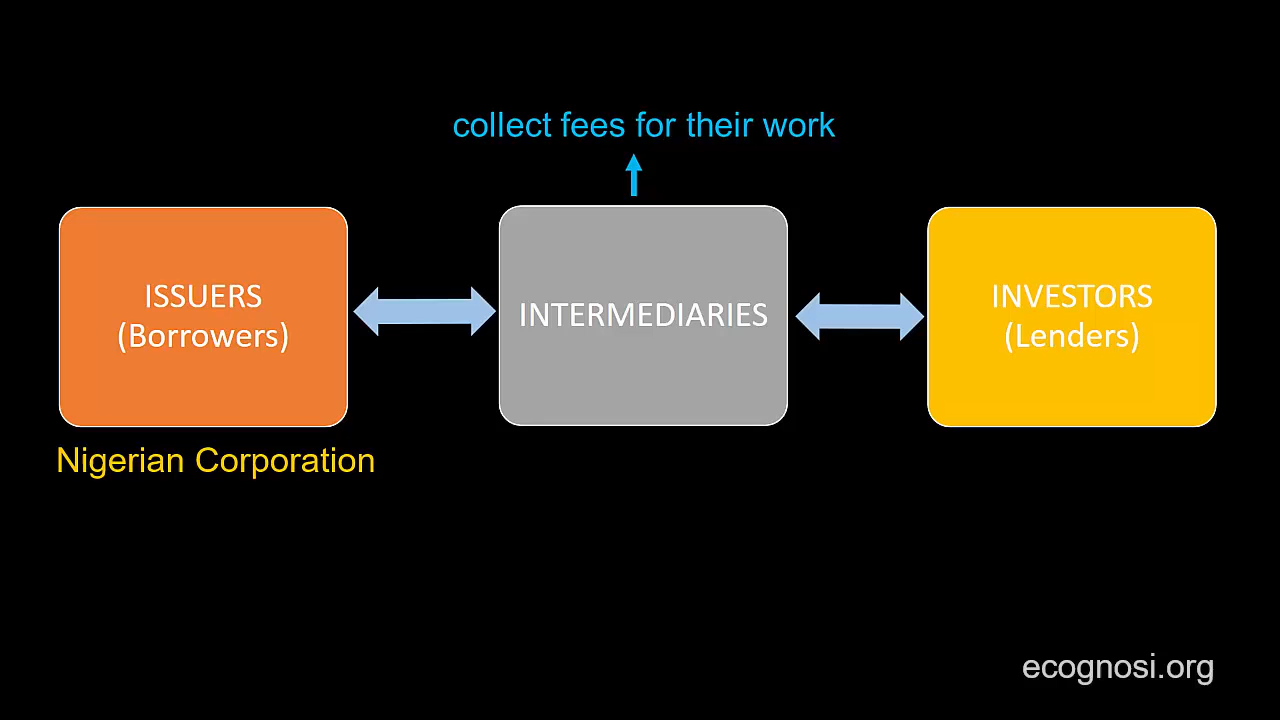 collect fees for their work
ISSUERS
(Borrowers)
INTERMEDIARIES
INVESTORS
(Lenders)
Nigerian Corporation
ecognosi.org